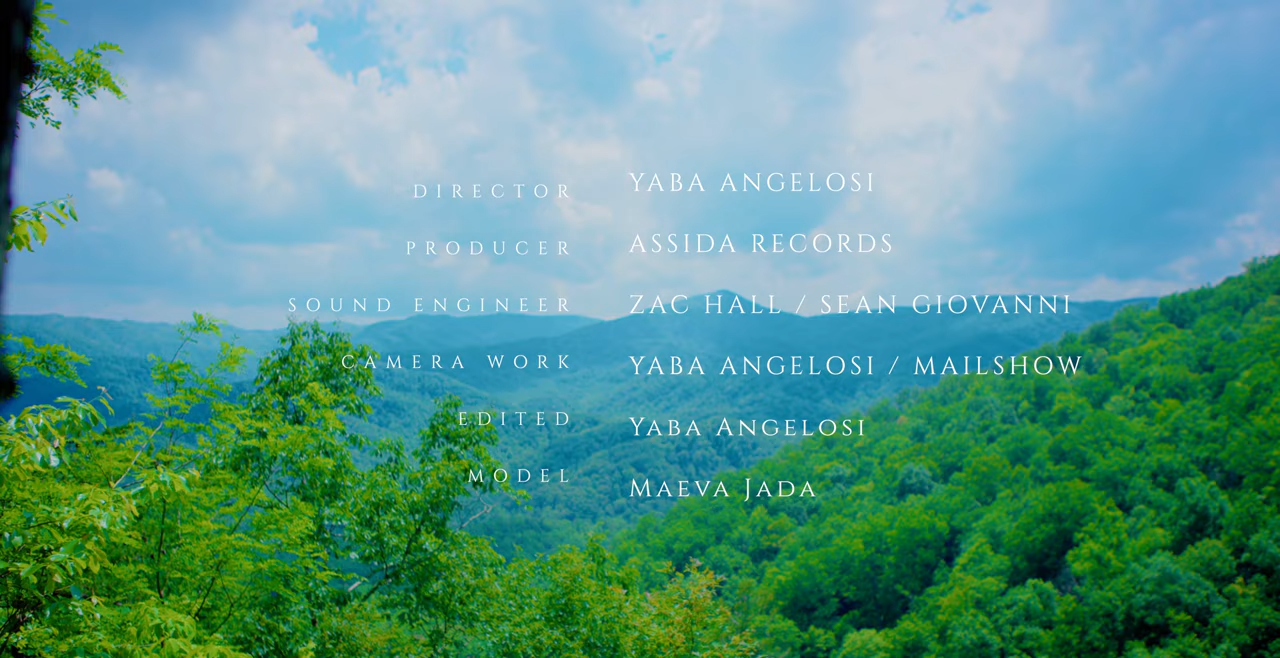 DIRECTOR YABA ANGELOSI
PRODUCER ASSIDA RECORDS
SOUND ENGINEER ZAC HALL / SEAN GIOVANNI
CAMERA WORK YABA ANGELOSI / MAILSHOW
EDITED YABA ANGELOSI
MODEL MAEVA JADA